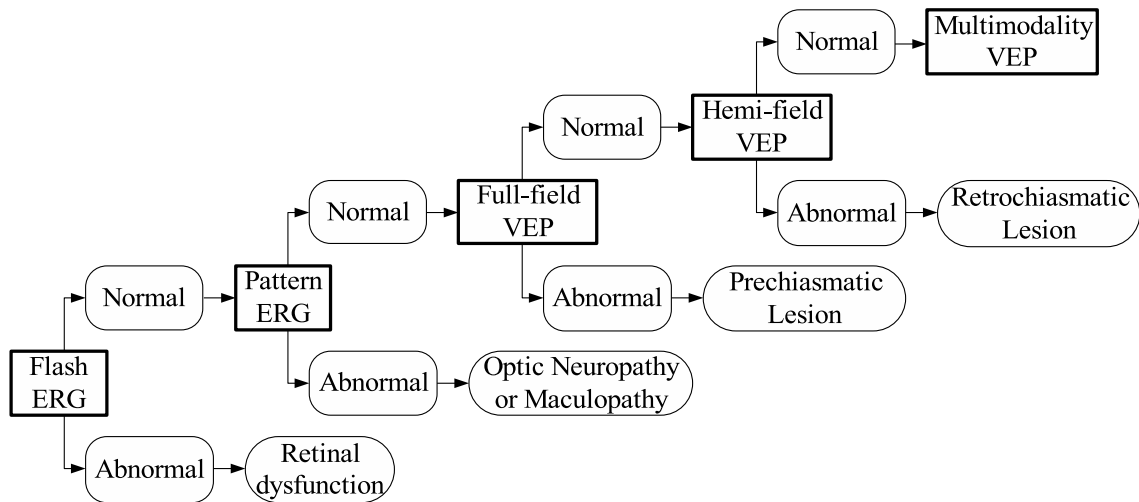 Normal
Multimodality
VEP
Normal
Hemi-field
VEP
Normal
Full-field
VEP
Abnormal
Retrochiasmatic
Lesion
Normal
Pattern
ERG
Abnormal
Prechiasmatic
Lesion
Flash
ERG
Abnormal
Optic Neuropathy
or Maculopathy
Abnormal
Retinal
dysfunction